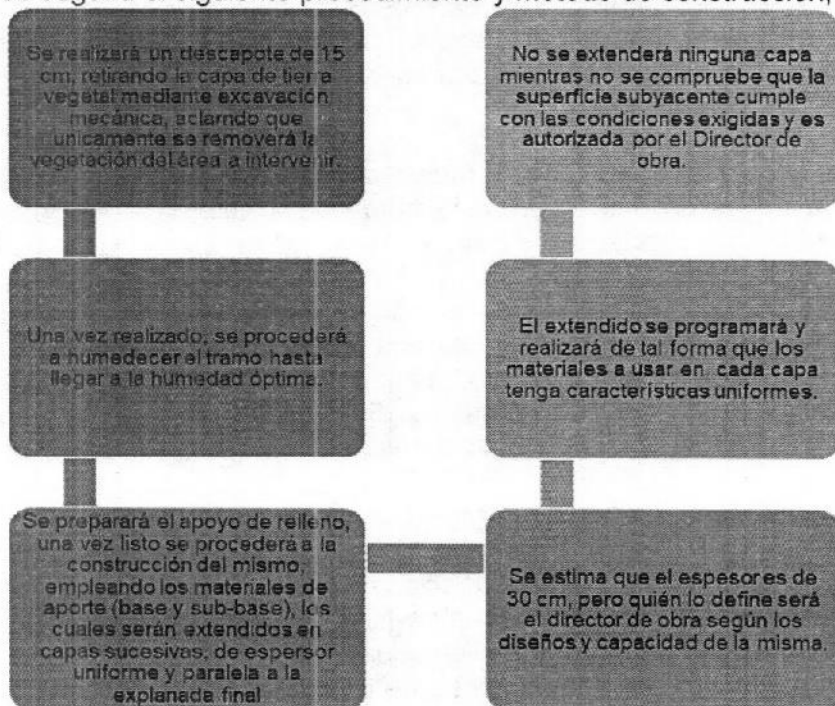 siguiente procedimiento y método de construcción,
Se realizará un descapote de 15
cm, retirando la capa de tierra
vegetal mediante excavación
mecánica, aclarndo que
unicamente se removerá la
vegetación del área a intervenir.
Una vez realizado, se procederá
a humedecer el tramo hasta
llegar a la humedad óptima.
Se preparará el apoyo de relleno,
una vez listo se procederá a la
construcción del mismo,
empleando los materiales de
aporte (base y sub-base), los
cuales serán extendidos en
capas sucesivas, de espersor
uniforme y paralela a la
explanada final
Se estima que el espesor es de
30 cm, pero quién lo define será
el director de obra según los
diseños y capacidad de la misma.
El extendido se programará y
realizará de tal forma que los
materiales a usar en cada capa
tenga características uniformes.
No se extenderá ninguna capa
mientras no se compruebe que la
superficie subyacente cumple
con las condiciones exigidas y es
autorizada por el Director de
obra.